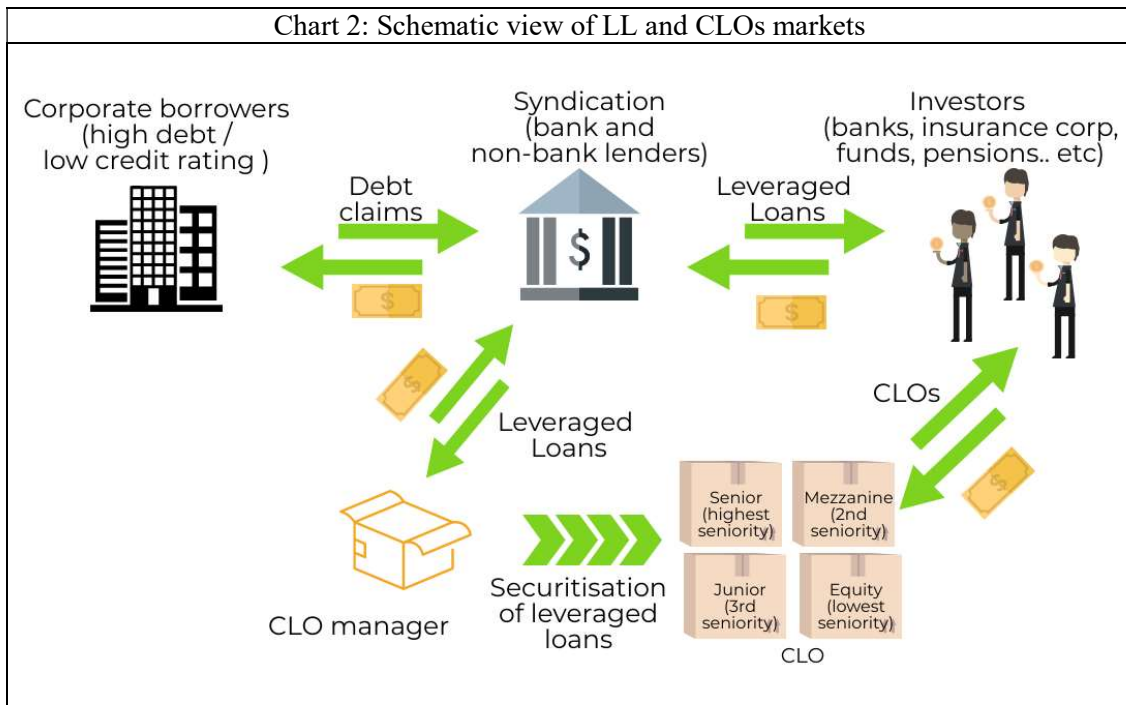 Chart 2: Schematic view of LL and CLOs markets
Corporate borrowers
(high debt /
low credit rating )
Syndication
(bank and
non-bank lenders)
Investors
(banks, insurance corp,
funds, pensions.. etc)
Debt
claims
Leveraged
Loans
$
$
$
$
Leveraged
Loans
CLOs
$
Senior
(highest
seniority)
Mezzanine
(2nd
seniority)
Junior
(3rd
seniority)
Equity
(lowest
seniority)
CLO manager
Securitisation
of leveraged
loans
CLO